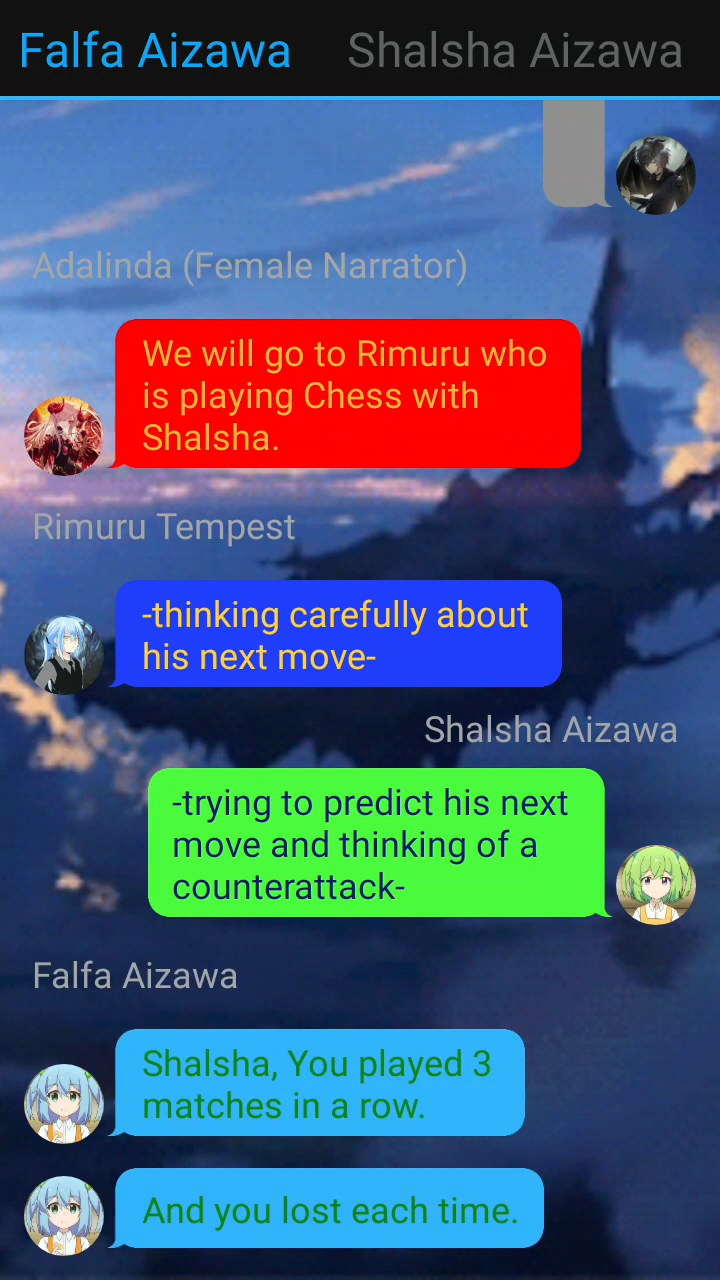 Falfa Aizawa Shalsha Aizawa
Adalinda (Female Narrator)
We will go to Rimuru who
is playing Chess with
Shalsha.
Rimuru Tempest
-thinking carefully about
his next move-
Shalsha Aizawa
-trying to predict his next
move and thinking of a
counterattack-
Falfa Aizawa
Shalsha, You played 3
matches in a row.
And you lost each time.